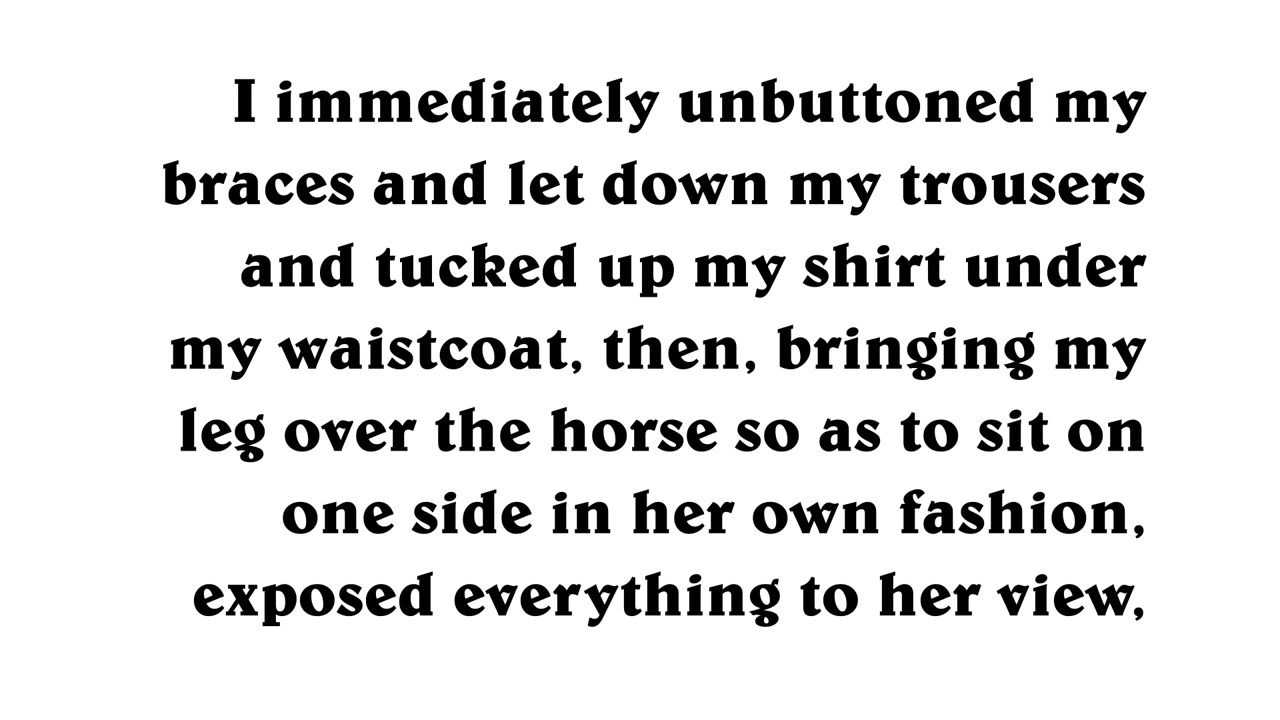 I immediately unbuttoned my
braces and let down my trousers
and tucked up my shirt under
my waistcoat, then, bringing my
leg over the horse so as to sit on
one side in her own fashion,
exposed everything to her view,